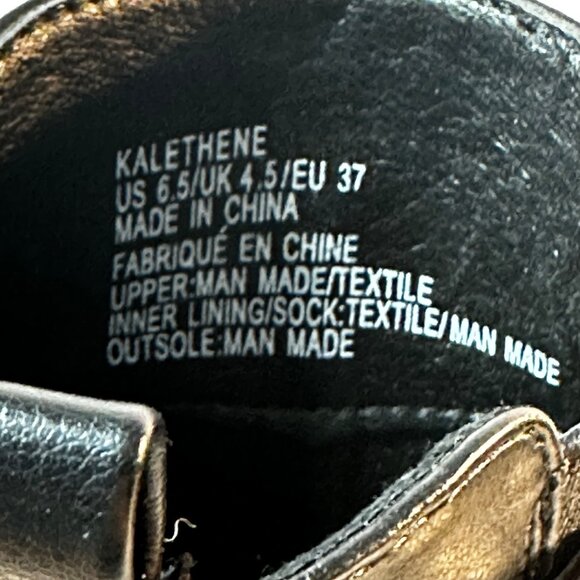 KALETHENE
US 6.5/UK 4.5/EU 37
MADE IN CHINA
FABRIQUÉ EN CHINE
UPPER:MAN MADE/TEXTILE
INNER LINING/SOCK:TEXTILE/MAN MADE
OUTSOLE:MAN MADE